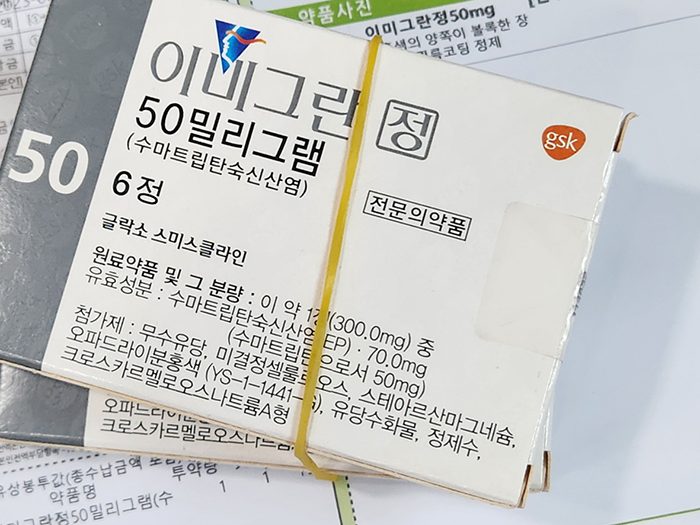 약품사진
이미그란정50mg
의 양쪽이 볼록한 장
정제
이미그란 정
50밀리그램
(수마트립탄숙신산염)
50
6정
gsk
전문의약품
글락소 스미스클라인
원료약품 및 그 분량 : 이 약 1정(300.0mg) 중
유효성분 : 수마트립탄숙신산염(EP) : 70.0mg
(수마트립탄으로서 50mg)
첨가제 : 무수유당, 미결정셀룰로오스, 스테아르산마그네슘,
오파드라이분홍색 (YS-1-1441-G), 유당수화물, 정제수,
크로스카르멜로오스나트륨A형
크로스카르멜로오스나트륨
투약당
약품명
정50밀리그램(수
1 1